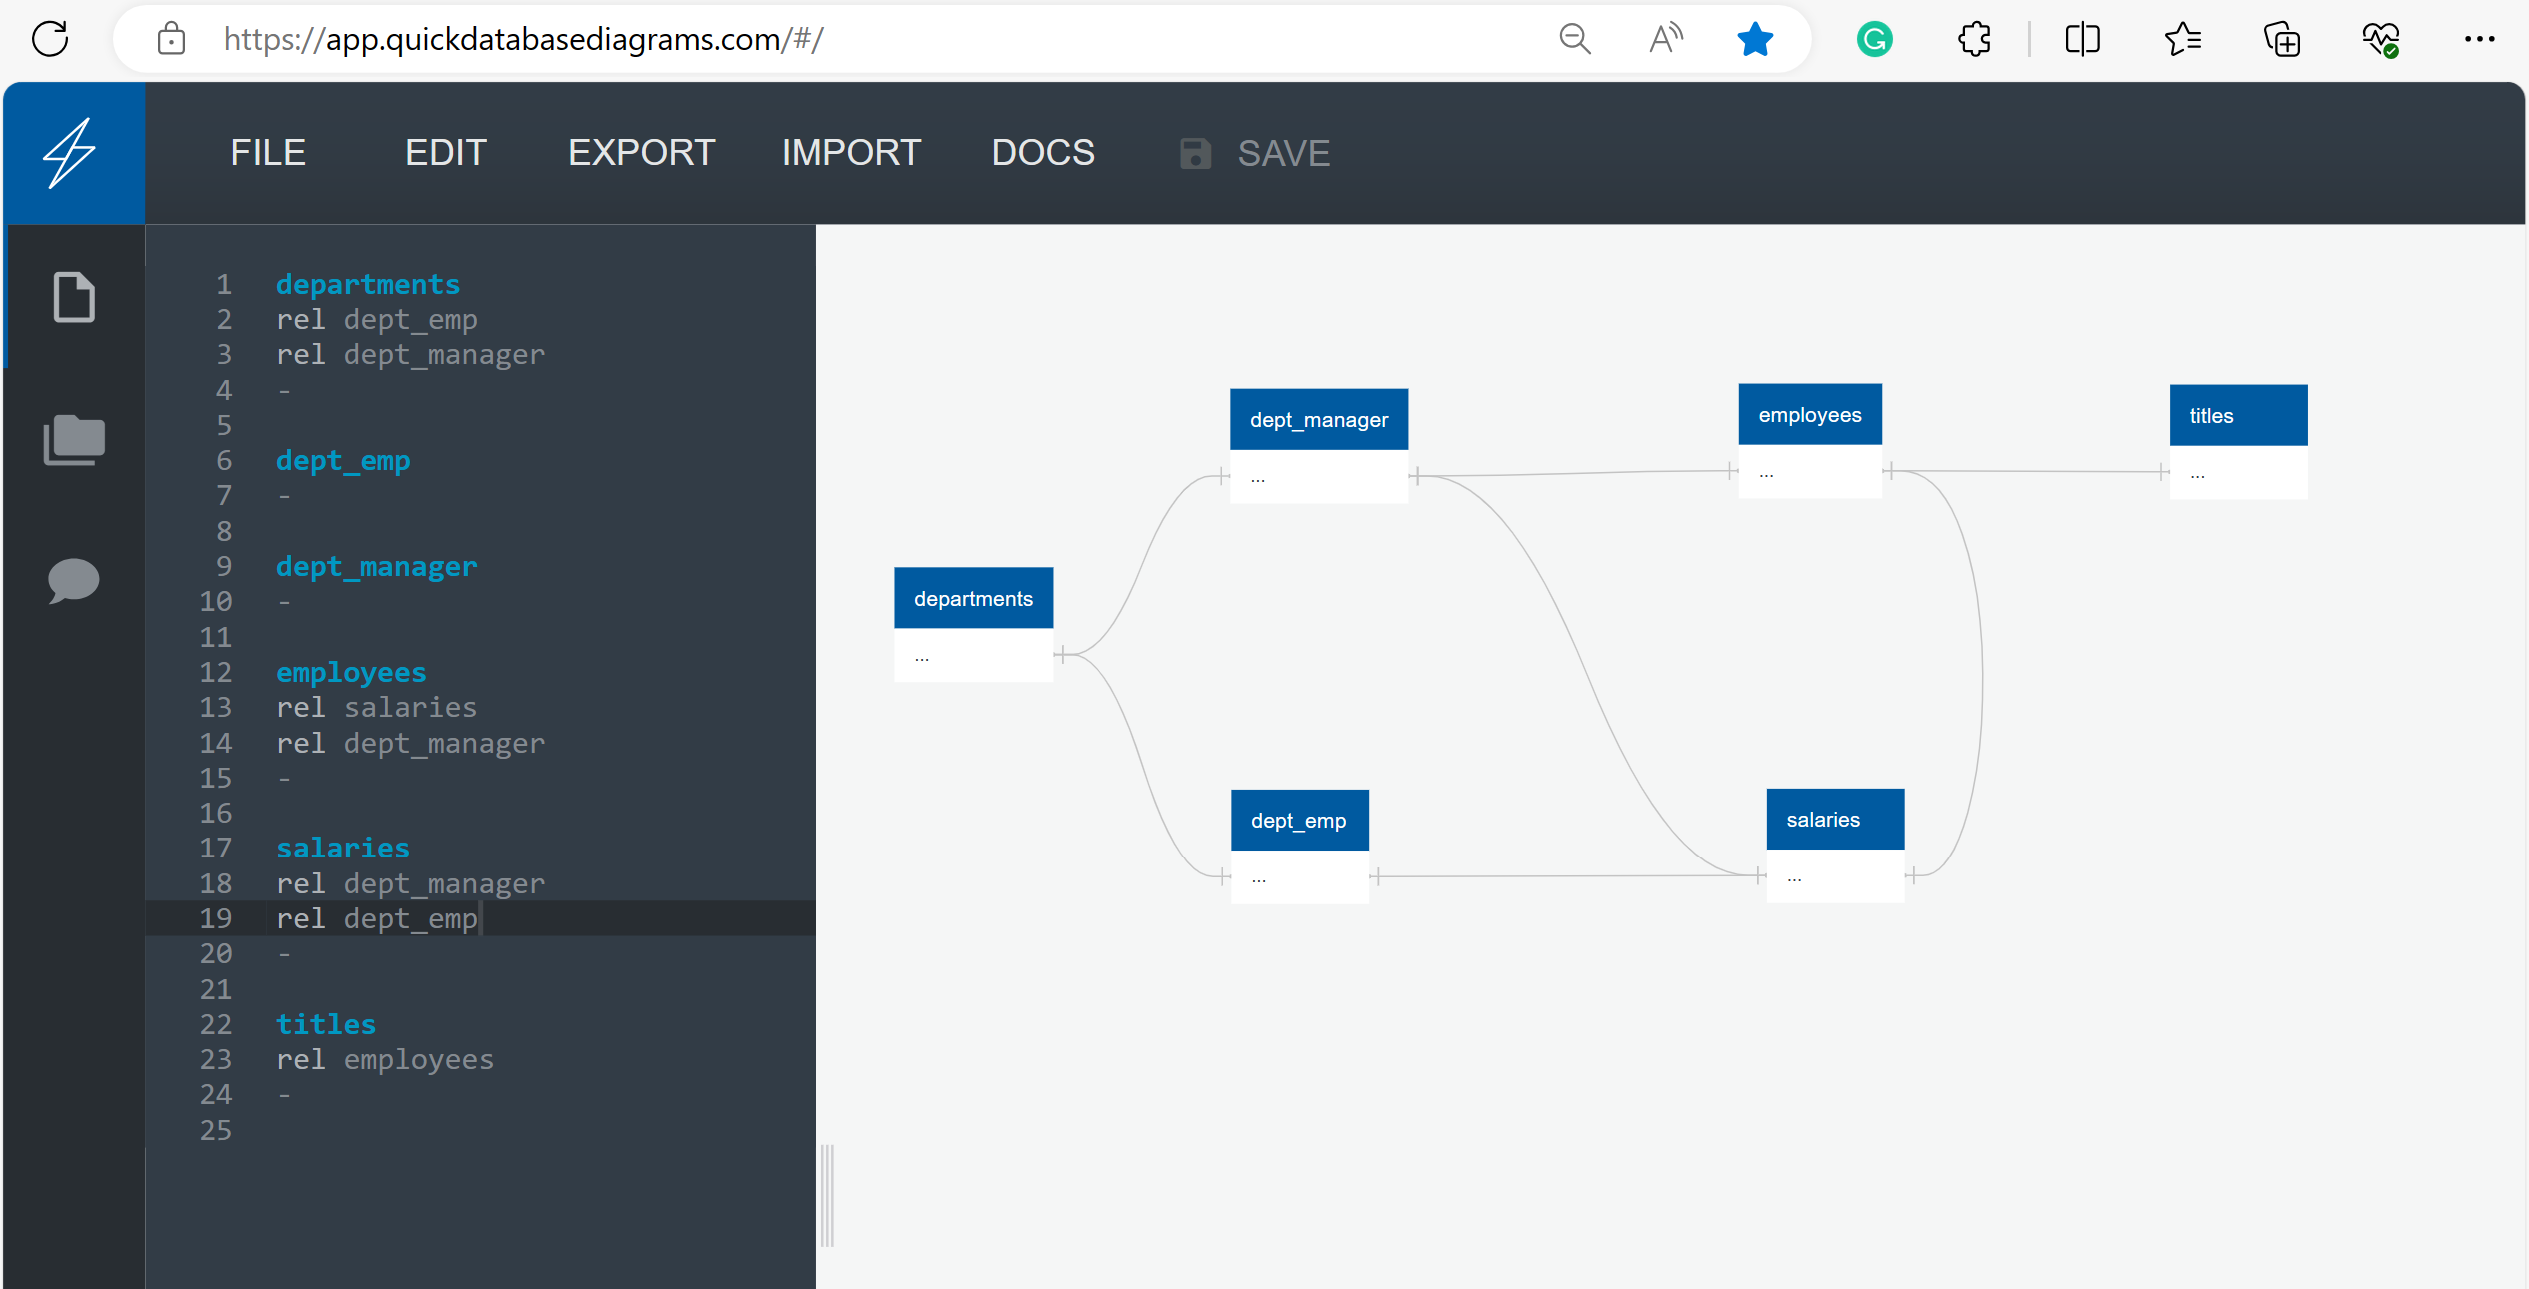 https://app.quickdatabasediagrams.com/#/
FILE EDIT EXPORT IMPORT DOCS SAVE
1 departments
2 rel dept_emp
3 rel dept_manager
4 -
5
6 dept_emp
7 -
8
9 dept_manager
10 -
11
12 employees
13 rel salaries
14 rel dept_manager
15 -
16
17 salaries
18 rel dept_manager
19 rel dept_emp
20 -
21
22 titles
23 rel employees
24 -
25
dept_manager
...
employees
...
titles
...
departments
...
dept_emp
...
salaries
...